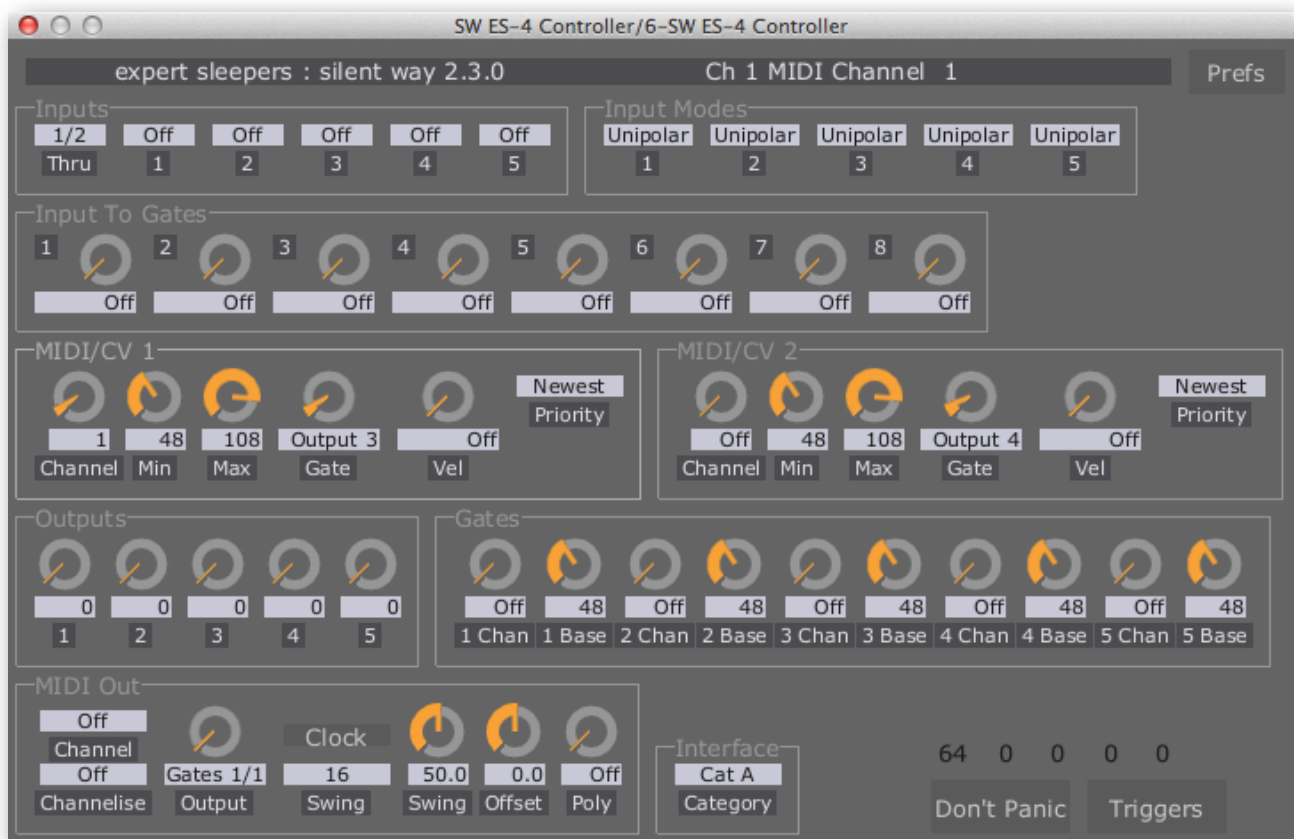 SW ES-4 Controller/6-SW ES-4 Controller
expert sleepers : silent way 2.3.0 Ch 1 MIDI Channel 1 Prefs
Inputs Input Modes
1/2 Off Off Off Off Off Unipolar Unipolar Unipolar Unipolar Unipolar
Thru 1 2 3 4 5 1 2 3 4 5
Input To Gates
1 2 3 4 5 6 7 8
Off Off Off Off Off Off Off Off
MIDI/CV 1 MIDI/CV 2
Newest Newest
Priority Priority
1 48 108 Output 3 Off Off 48 108 Output 4 Off
Channel Min Max Gate Vel Channel Min Max Gate Vel
Outputs Gates
0 0 0 0 0 Off 48 Off 48 Off 48 Off 48 Off 48
1 2 3 4 5 1 Chan 1 Base 2 Chan 2 Base 3 Chan 3 Base 4 Chan 4 Base 5 Chan 5 Base
MIDI Out
Off
Channel Clock Interface 64 0 0 0 0
Off Gates 1/1 16 50.0 0.0 Off Cat A
Channelise Output Swing Swing Offset Poly Category Don't Panic Triggers